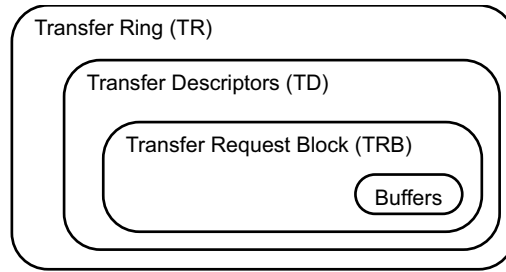 Transfer Ring (TR)
Transfer Descriptors (TD)
Transfer Request Block (TRB)
Buffers